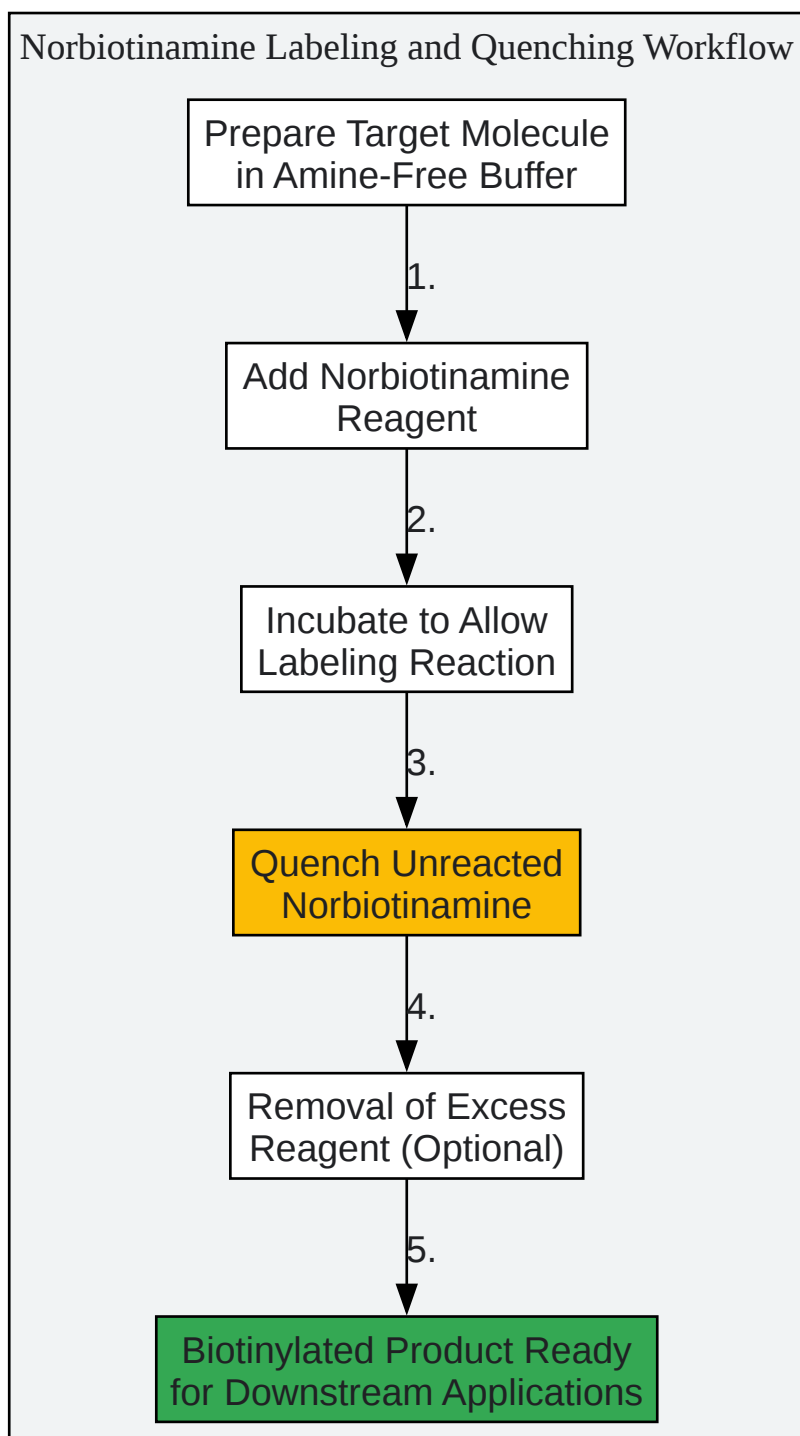 Norbiotinamine Labeling and Quenching Workflow
Prepare Target Molecule
in Amine-Free Buffer
1.
Add Norbiotinamine
Reagent
2.
Incubate to Allow
Labeling Reaction
3.
Quench Unreacted
Norbiotinamine
4.
Removal of Excess
Reagent (Optional)
5.
Biotinylated Product Ready
for Downstream Applications